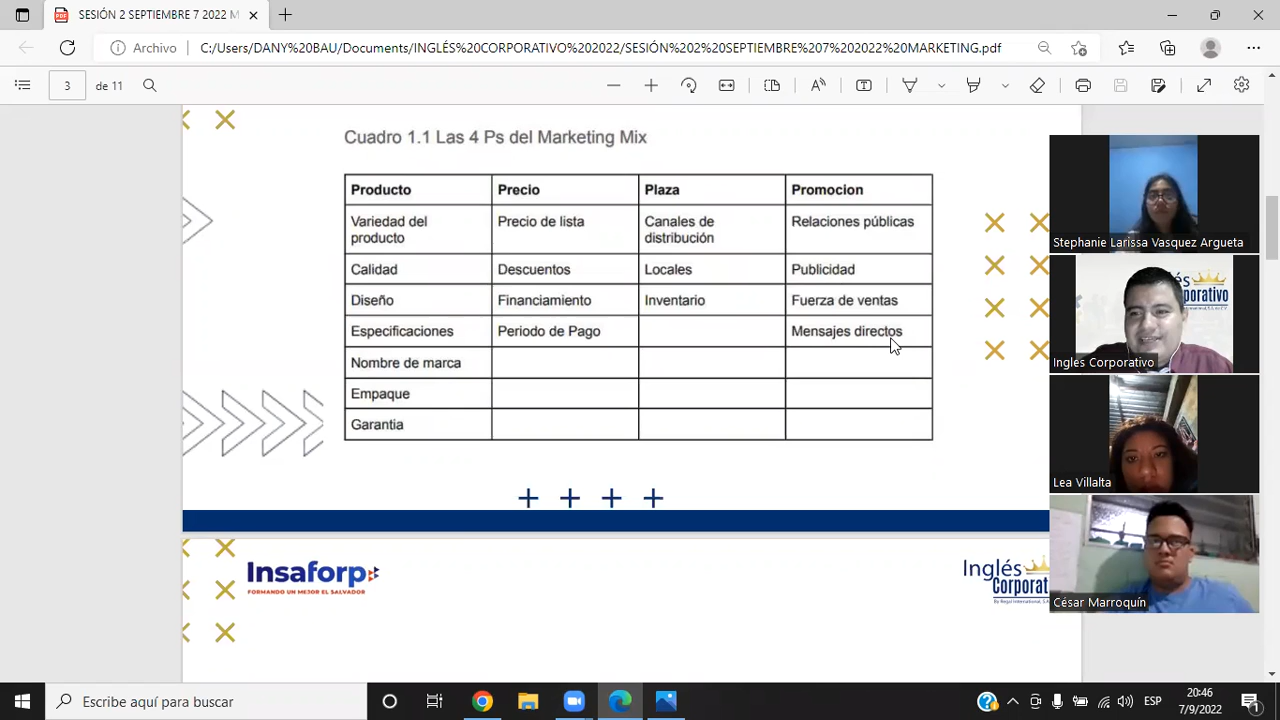 SESIÓN 2 SEPTIEMBRE 7 2022 M
Archivo
C:/Users/DANY%20BAU/Documents/INGLÉS%20CORPORATIVO%202022/SESIÓN%202%20SEPTIEMBRE%207%202022%20MARKETING.pdf
3 de 11
Cuadro 1.1 Las 4 Ps del Marketing Mix
Producto Precio Plaza Promocion
Variedad del producto Precio de lista Canales de distribución Relaciones públicas
Calidad Descuentos Locales Publicidad
Diseño Financiamiento Inventario Fuerza de ventas
Especificaciones Periodo de Pago Mensajes directos
Nombre de marca
Empaque
Garantia
Insaforp
FORMANDO UN MEJOR EL SALVADOR
Inglés
Stephanie Larissa Vasquez Argueta
Ingles Corporativo
Lea Villalta
César Marroquín
Escribe aquí para buscar
ESP
20:46
7/9/2022